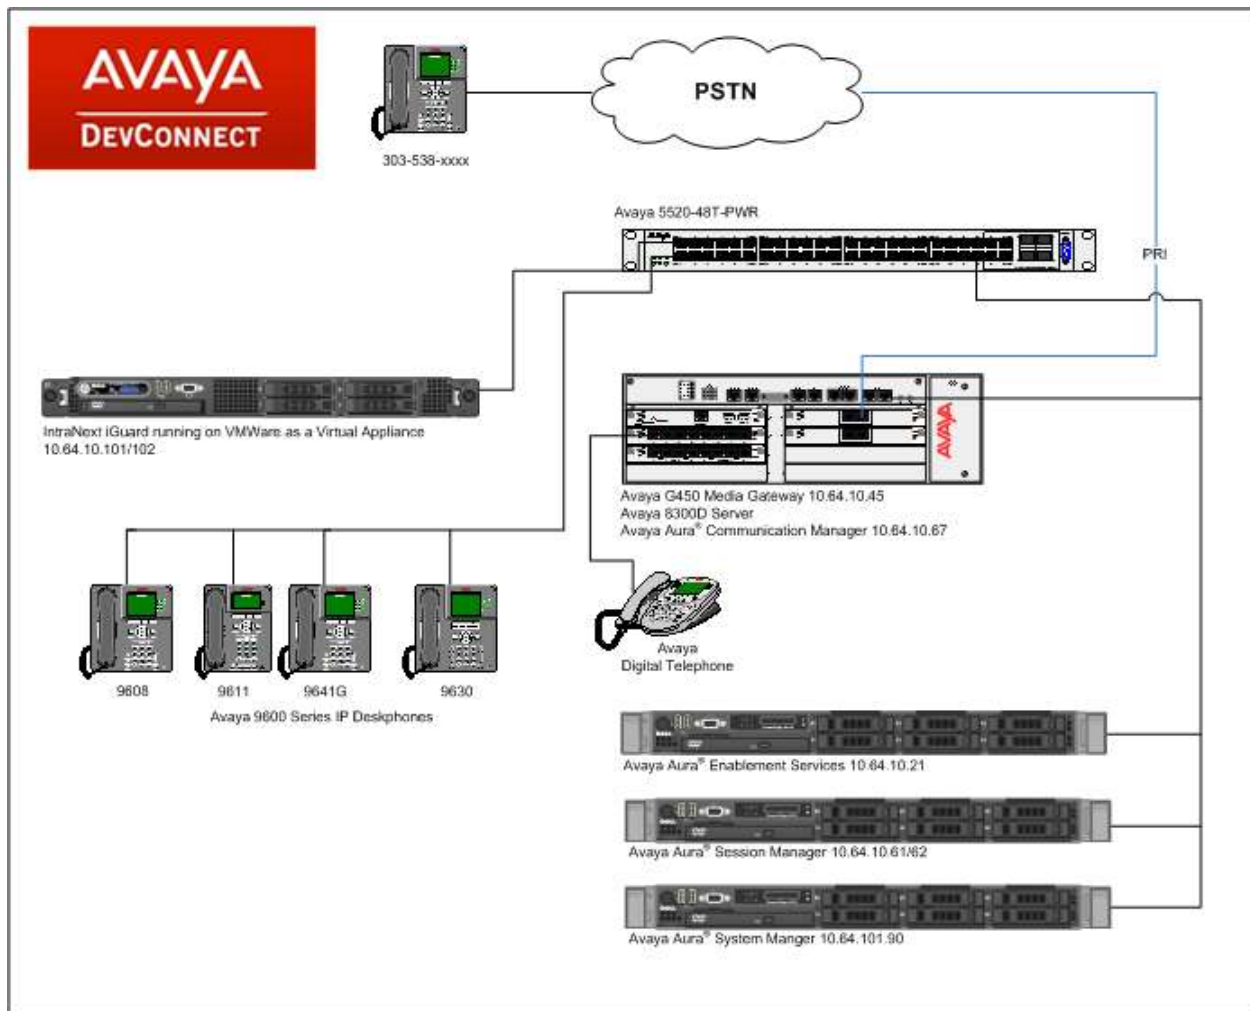 AVAYA
DEVCONNECT
303-538-xxxx
PSTN
Avaya 5520-48T-PWR
PRI
IntraNext iGuard running on VMWare as a Virtual Appliance
10.64.10.101/102
AVAYA
Avaya G450 Media Gateway 10.64.10.45
Avaya 8300D Server
Avaya Aura® Communication Manager 10.64.10.67
9608
9611
9641G
9630
Avaya 9600 Series IP Deskphones
Avaya
Digital Telephone
Avaya Aura® Enablement Services 10.64.10.21
Avaya Aura® Session Manager 10.64.10.61/62
Avaya Aura® System Manger 10.64.101.90